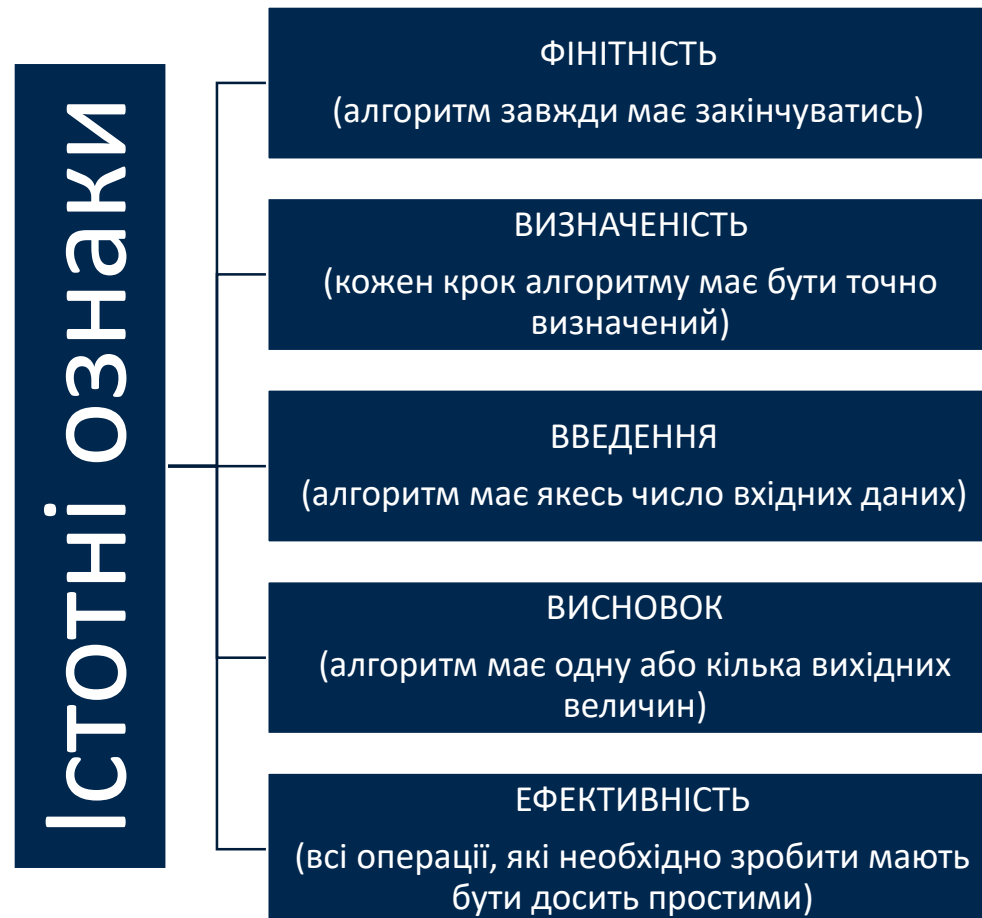 Істотні ознаки
ФІНІТНІСТЬ
(алгоритм завжди має закінчуватись)
ВИЗНАЧЕНІСТЬ
(кожен крок алгоритму має бути точно
визначений)
ВВЕДЕННЯ
(алгоритм має якесь число вхідних даних)
ВИСНОВОК
(алгоритм має одну або кілька вихідних
величин)
ЕФЕКТИВНІСТЬ
(всі операції, які необхідно зробити мають
бути досить простими)